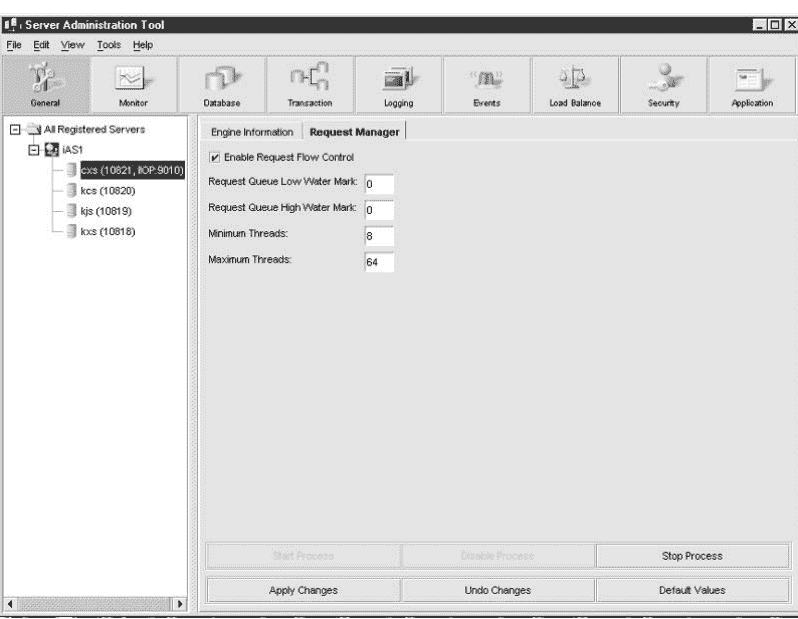 Server Administration Tool
File Edit View Tools Help
General Monitor Database Transaction Logging Events Load Balance Security Application
All Registered Servers
iAS1
cxs (10821, IIOP:9010)
kcs (10820)
kjs (10819)
kxs (10818)
Engine Information Request Manager
Enable Request Flow Control
Request Queue Low Water Mark: 0
Request Queue High Water Mark: 0
Minimum Threads: 8
Maximum Threads: 64
Start Process Disable Process Stop Process
Apply Changes Undo Changes Default Values